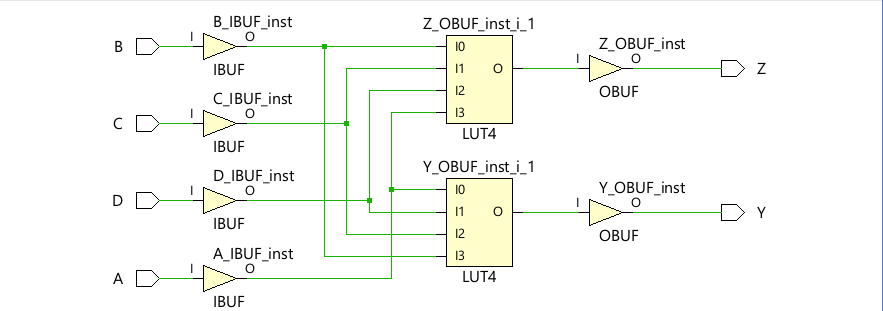 B_IBUF_inst
B I O
IBUF
C_IBUF_inst
C I O
IBUF
D_IBUF_inst
D I O
IBUF
A_IBUF_inst
A I O
IBUF
Z_OBUF_inst_i_1
I0
I1
I2
I3
O
LUT4
Y_OBUF_inst_i_1
I0
I1
I2
I3
O
LUT4
Z_OBUF_inst
I O
OBUF
Z
Y_OBUF_inst
I O
OBUF
Y